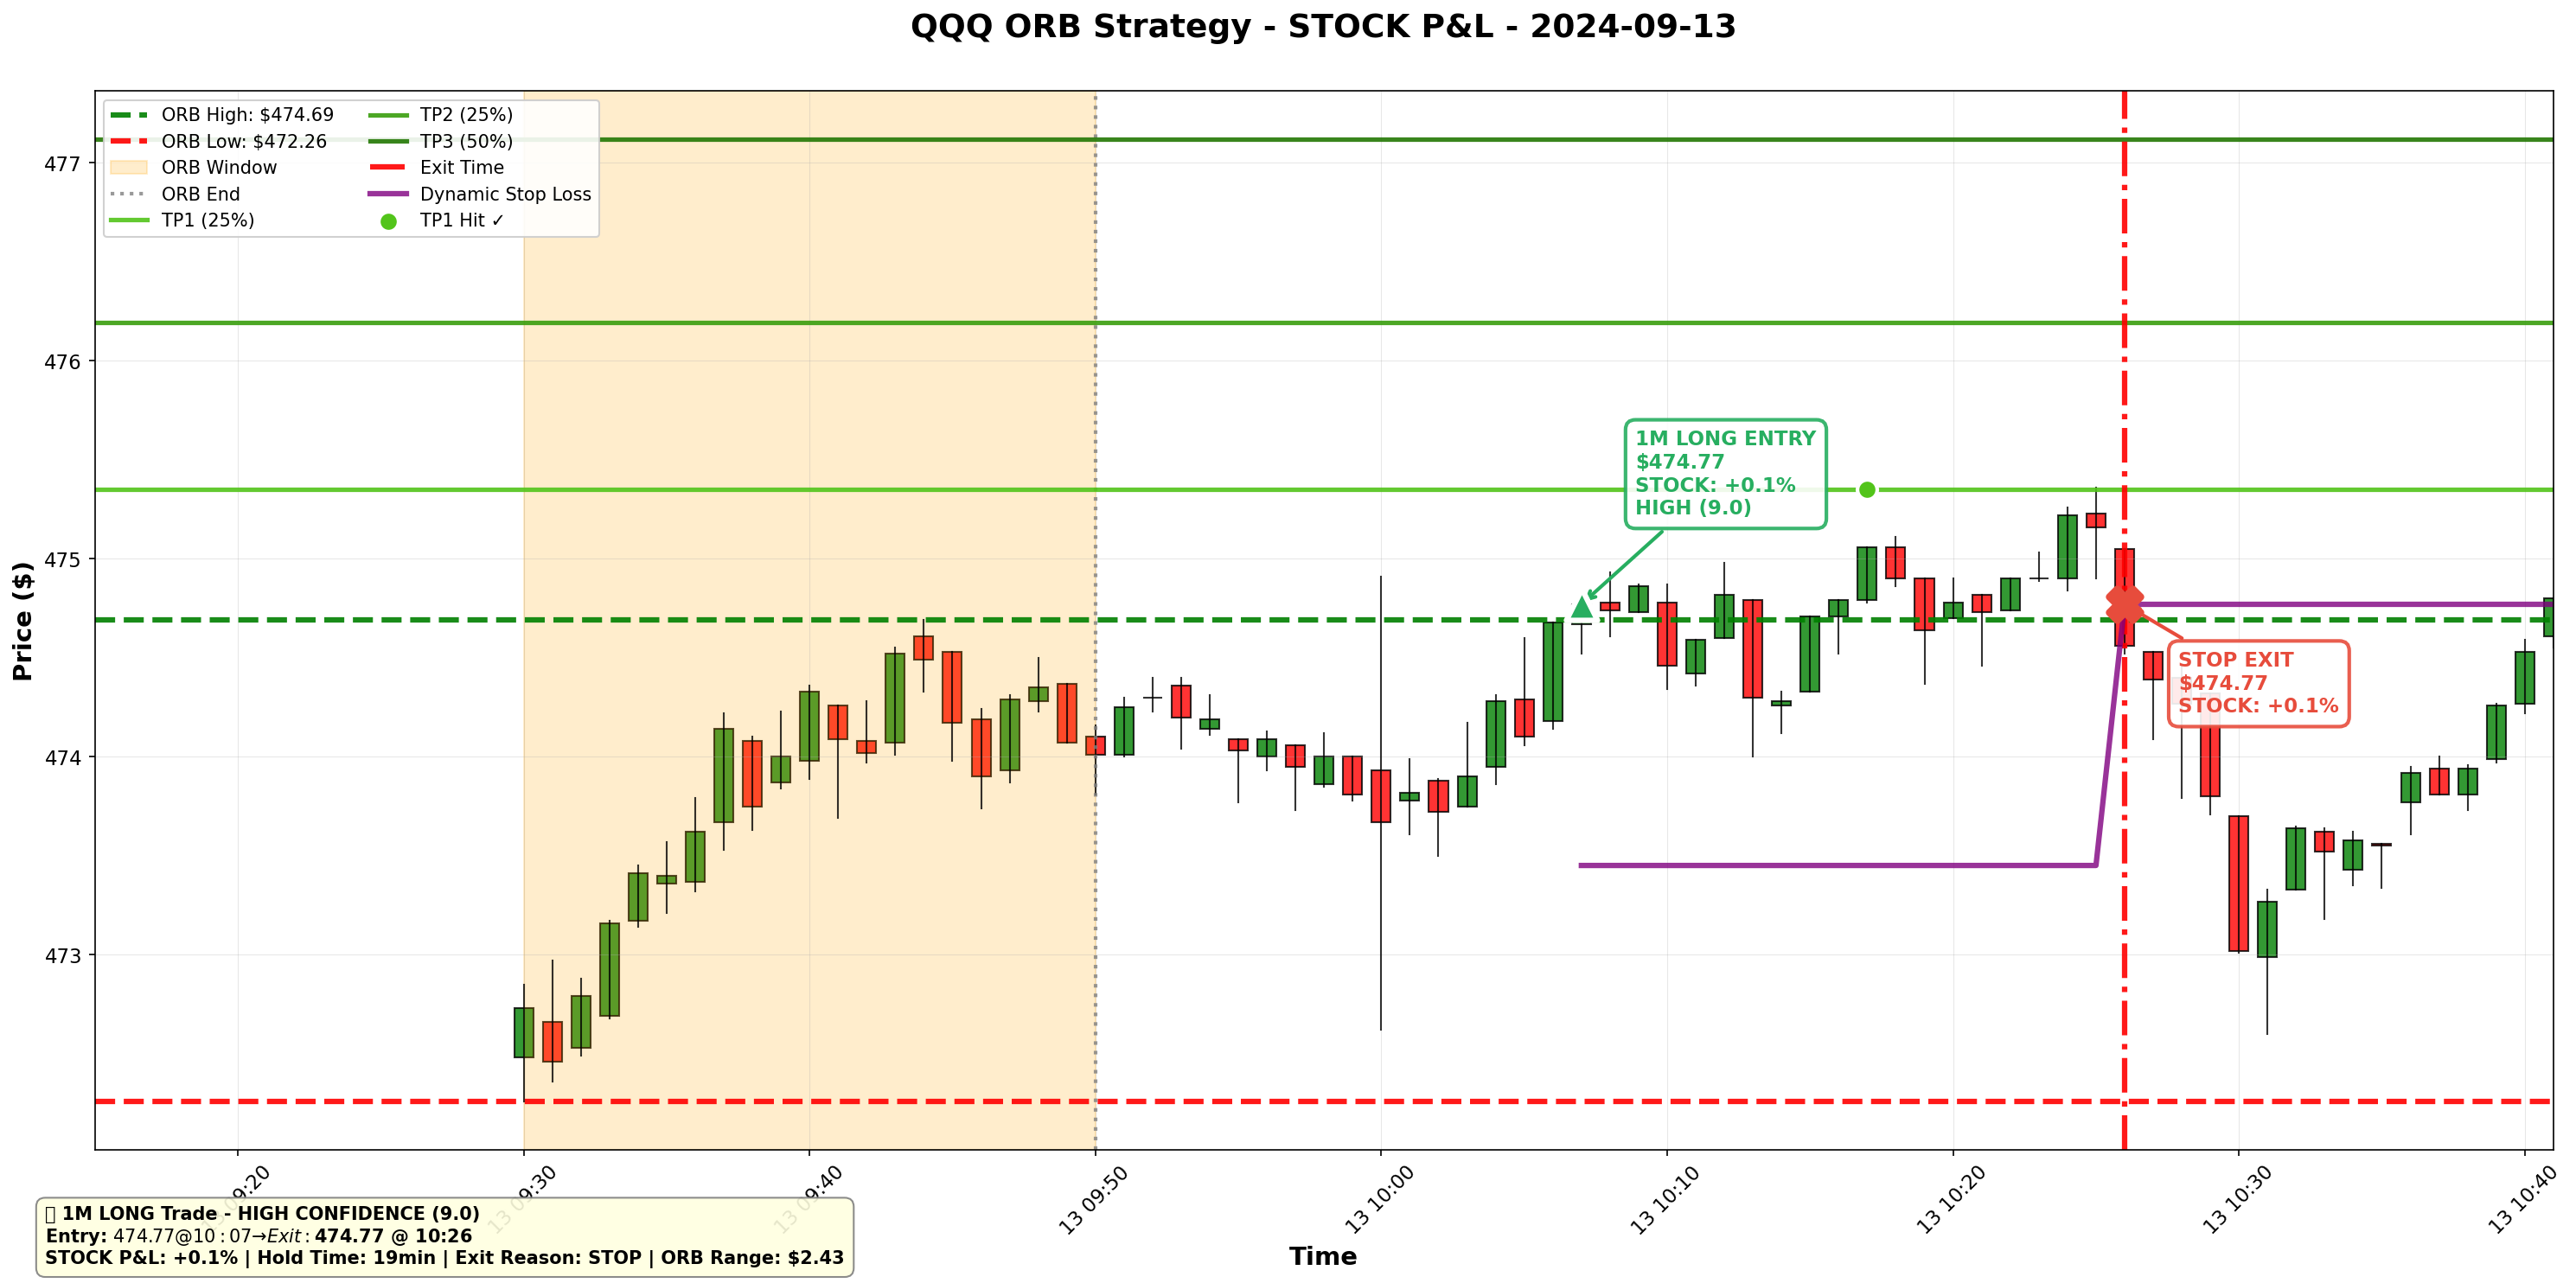 QQQ ORB Strategy - STOCK P&L - 2024-09-13
ORB High: $474.69
ORB Low: $472.26
ORB Window
ORB End
TP1 (25%)
TP2 (25%)
TP3 (50%)
Exit Time
Dynamic Stop Loss
TP1 Hit ✓
Price ($)
477
476
475
474
473
1M LONG ENTRY
$474.77
STOCK: +0.1%
HIGH (9.0)
STOP EXIT
$474.77
STOCK: +0.1%
13 09:20
13 09:30
13 09:40
13 09:50
13 10:00
13 10:10
13 10:20
13 10:30
13 10:40
Time
1M LONG Trade - HIGH CONFIDENCE (9.0)
Entry: 474.77@10:07→Exit:474.77 @ 10:26
STOCK P&L: +0.1% | Hold Time: 19min | Exit Reason: STOP | ORB Range: $2.43